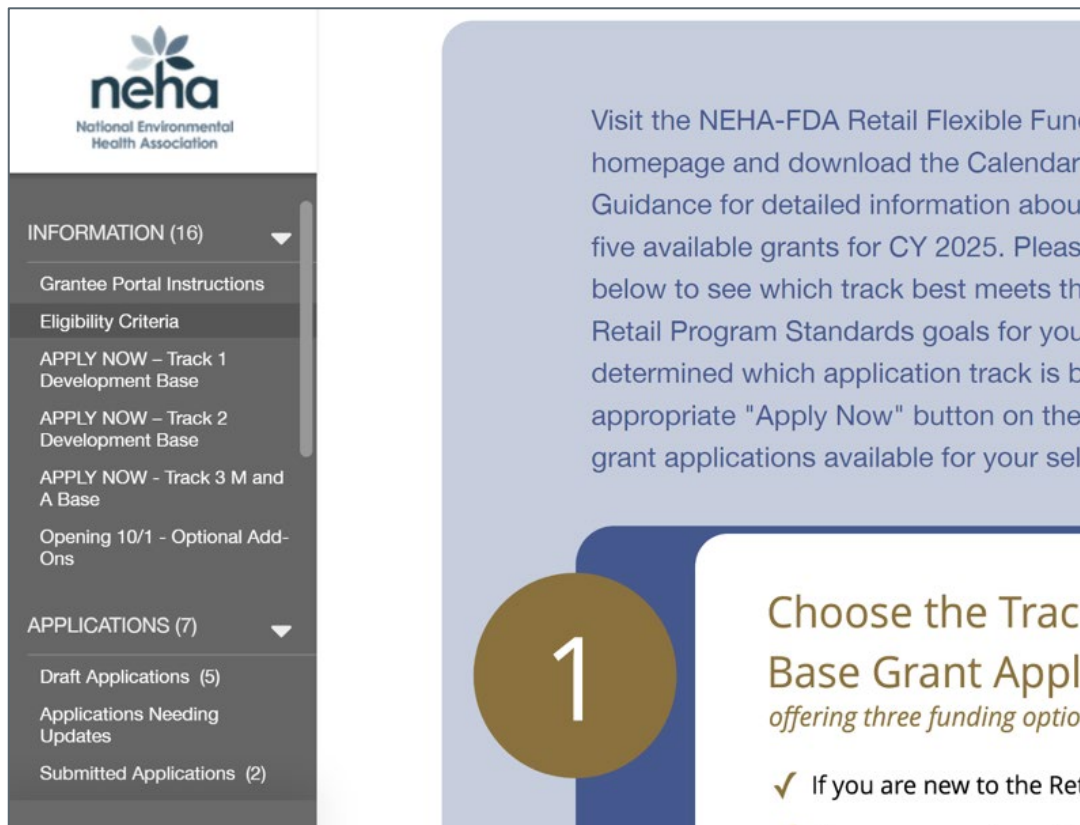 neha
National Environmental
Health Association
INFORMATION (16)
Grantee Portal Instructions
Eligibility Criteria
APPLY NOW – Track 1
Development Base
APPLY NOW – Track 2
Development Base
APPLY NOW - Track 3 M and
A Base
Opening 10/1 - Optional Add-
Ons
APPLICATIONS (7)
Draft Applications (5)
Applications Needing
Updates
Submitted Applications (2)
Visit the NEHA-FDA Retail Flexible Fun
homepage and download the Calendar
Guidance for detailed information abou
five available grants for CY 2025. Pleas
below to see which track best meets th
Retail Program Standards goals for you
determined which application track is b
appropriate "Apply Now" button on the
grant applications available for your sel
1
Choose the Trac
Base Grant Appl
offering three funding optio
✓ If you are new to the Ret